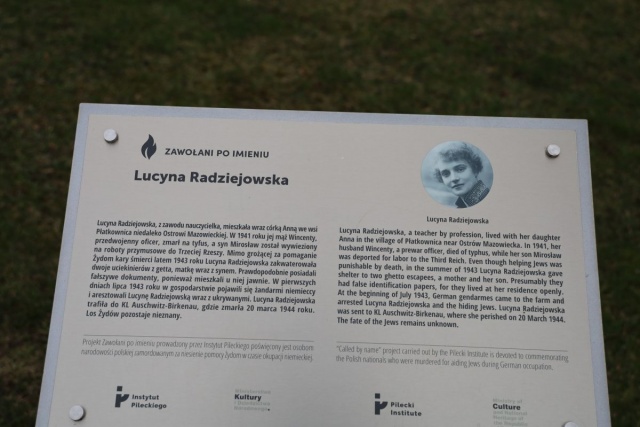 ZAWOŁANI PO IMIENIU
Lucyna Radziejowska
Lucyna Radziejowska, z zawodu nauczycielka, mieszkała wraz córką Anną we wsi
Płatkownica niedaleko Ostrowi Mazowieckiej. W 1941 roku jej mąż Wincenty,
przedwojenny oficer, zmarł na tyfus, a syn Mirosław został wywieziony
na roboty przymusowe do Trzeciej Rzeszy. Mimo grożącej za pomaganie
Żydom kary śmierci latem 1943 roku Lucyna Radziejowska zakwaterowała
dwoje uciekinierów z getta, matkę wraz z synem. Prawdopodobnie posiadali
fałszywe dokumenty, ponieważ mieszkali u niej jawnie. W pierwszych
dniach lipca 1943 roku w gospodarstwie pojawili się żandarmi niemieccy
i aresztowali Lucynę Radziejowską wraz z ukrywanymi. Lucyna Radziejowska
trafiła do KL Auschwitz-Birkenau, gdzie zmarła 20 marca 1944 roku.
Los Żydów pozostaje nieznany.
Projekt Zawołani po imieniu prowadzony przez Instytut Pileckiego poświęcony jest osobom
narodowości polskiej zamordowanym za niesienie pomocy Żydom w czasie okupacji niemieckiej.
Instytut
Pileckiego
Kultury
Lucyna Radziejowska
Lucyna Radziejowska, a teacher by profession, lived with her daughter
Anna in the village of Płatkownica near Ostrów Mazowiecka. In 1941, her
husband Wincenty, a prewar officer, died of typhus, while her son Mirosław
was deported for labor to the Third Reich. Even though helping Jews was
punishable by death, in the summer of 1943 Lucyna Radziejowska gave
shelter to two ghetto escapees, a mother and her son. Presumably they
had false identification papers, for they lived at her residence openly.
At the beginning of July 1943, German gendarmes came to the farm and
arrested Lucyna Radziejowska and the hiding Jews. Lucyna Radziejowska
was sent to KL Auschwitz-Birkenau, where she perished on 20 March 1944.
The fate of the Jews remains unknown.
"Called by name" project carried out by the Pilecki Institute is devoted to commemorating
the Polish nationals who were murdered for aiding Jews during German occupation.
Pilecki
Institute
Ministry of
Culture